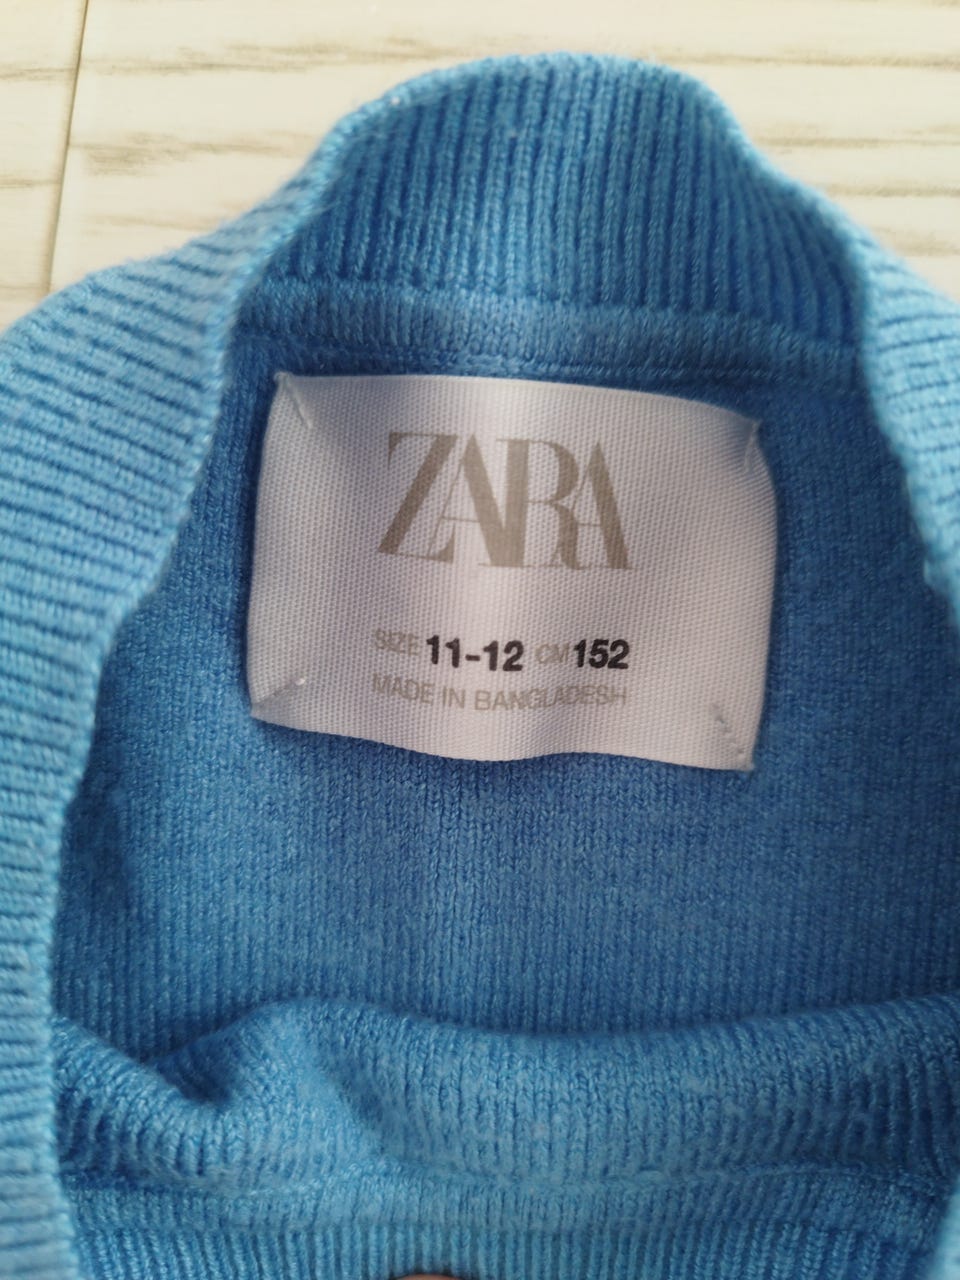 ZARA
SIZE 11-12 CM 152
MADE IN BANGLADESH